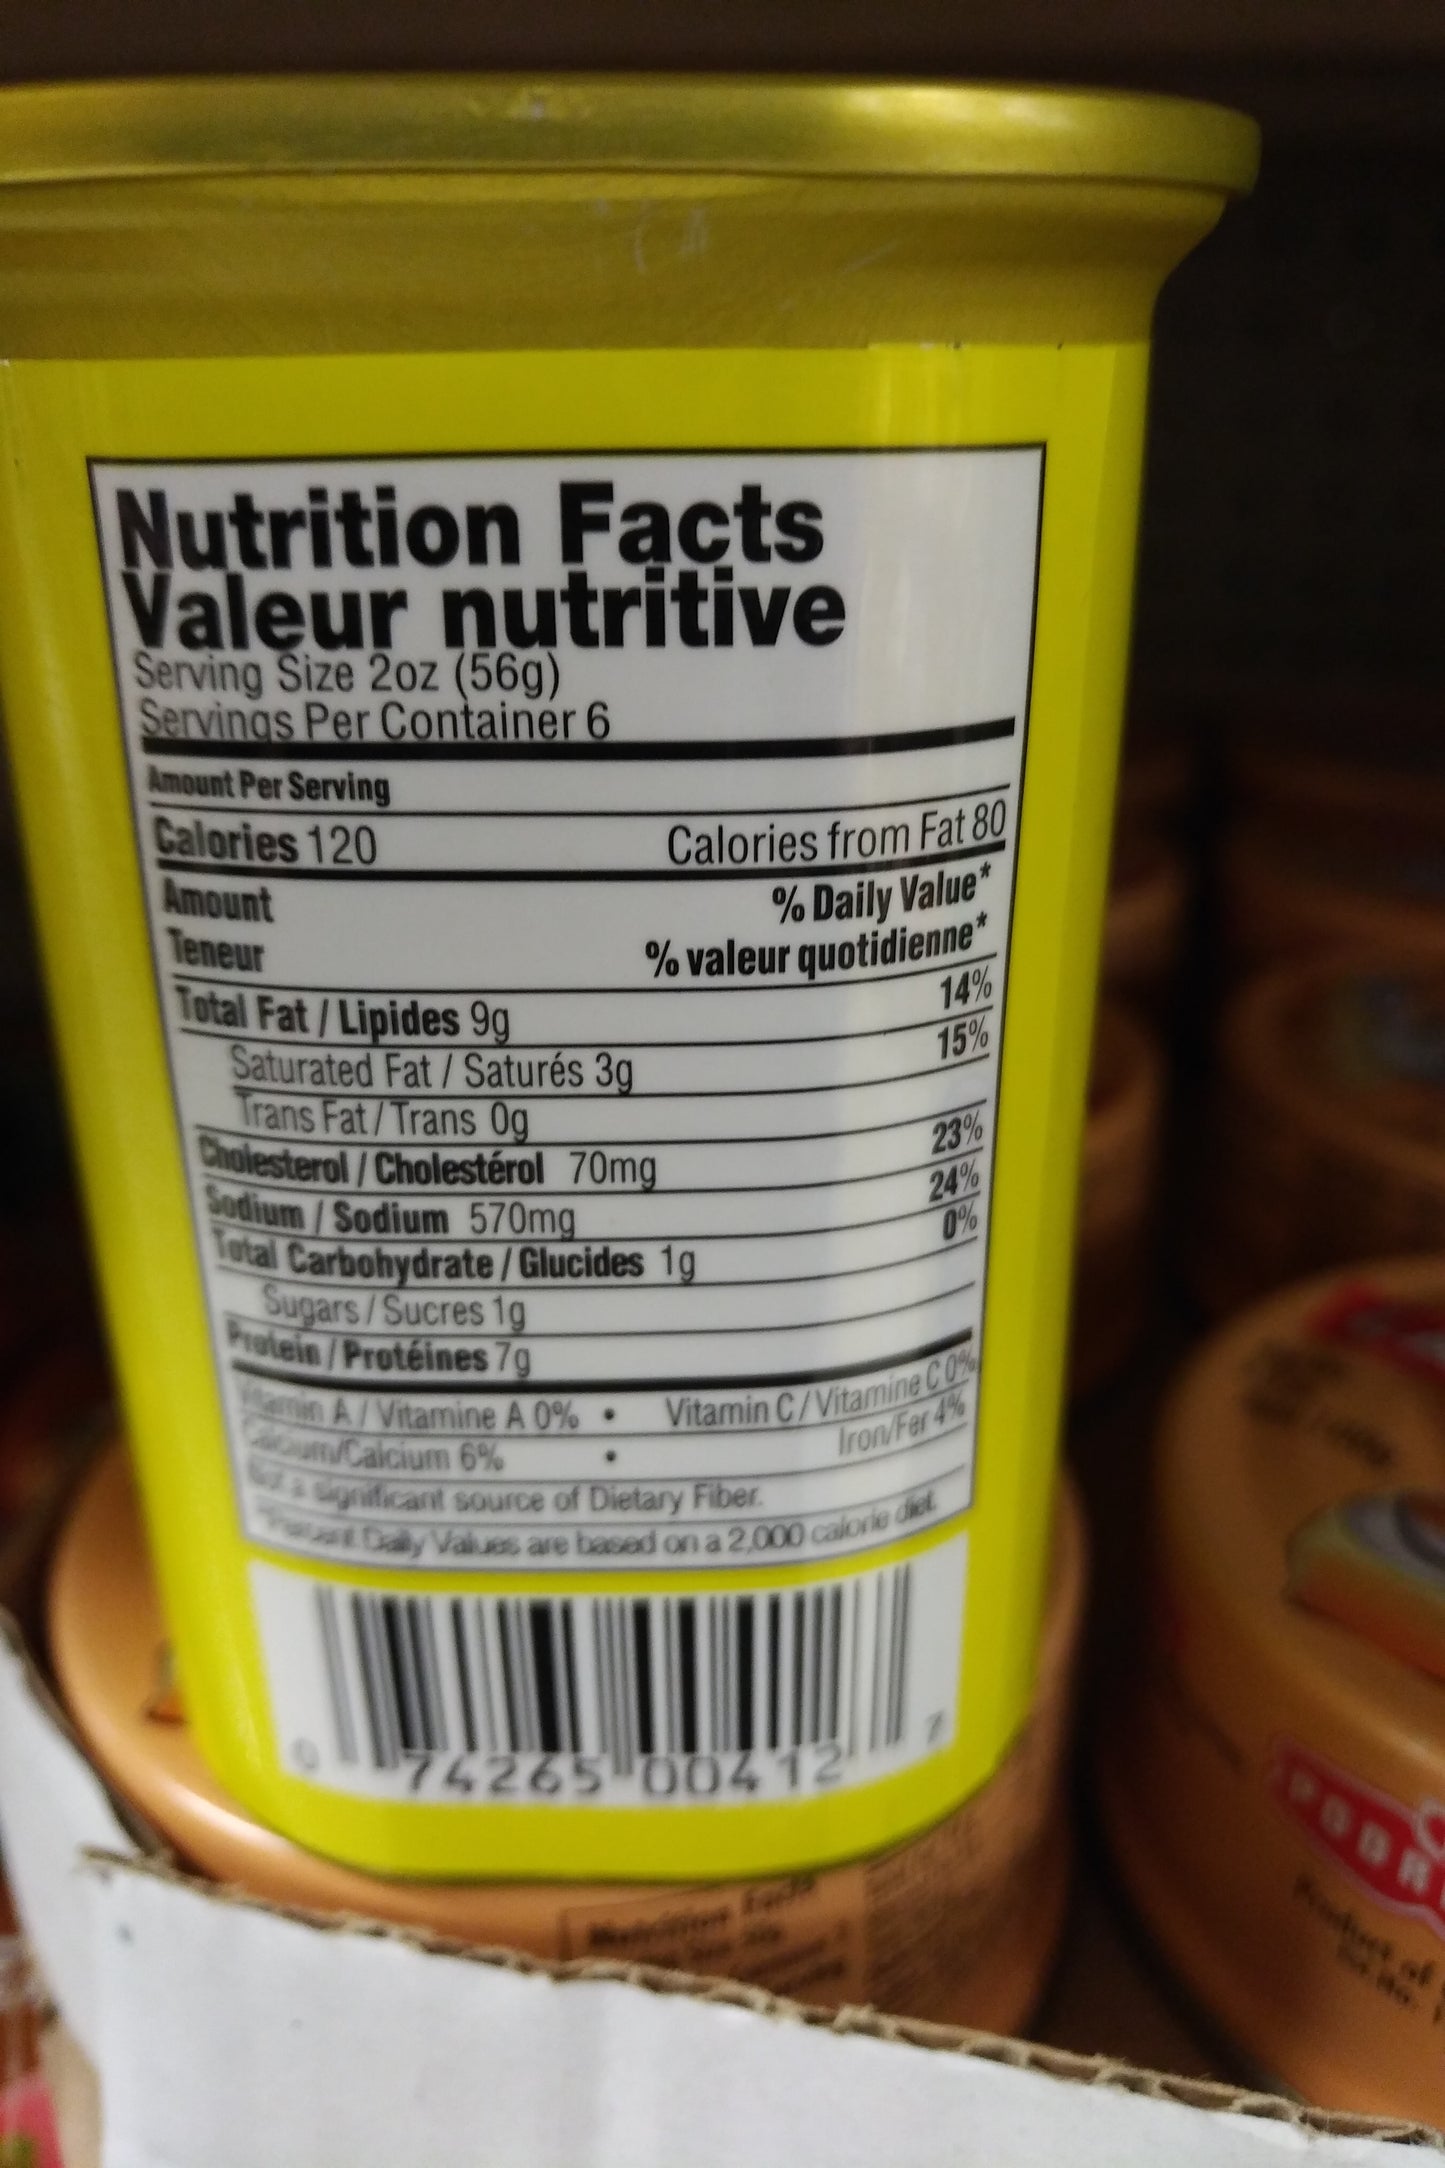 Nutrition Facts
Valeur nutritive
Serving Size 2oz (56g)
Servings Per Container 6
Amount Per Serving
Calories 120 Calories from Fat 80
Amount % Daily Value*
Teneur % valeur quotidienne*
Total Fat / Lipides 9g 14%
Saturated Fat / Saturés 3g 15%
Trans Fat / Trans 0g
Cholesterol / Cholestérol 70mg 23%
Sodium / Sodium 570mg 24%
Total Carbohydrate / Glucides 1g 0%
Sugars / Sucres 1g
Protein / Protéines 7g
Vitamin A / Vitamine A 0% • Vitamin C / Vitamine C 0%
Calcium/Calcium 6% • Iron/Fer 4%
Not a significant source of Dietary Fiber.
*Percent Daily Values are based on a 2,000 calorie diet.
0 74265 00412 7
Nutrition Facts
Product of